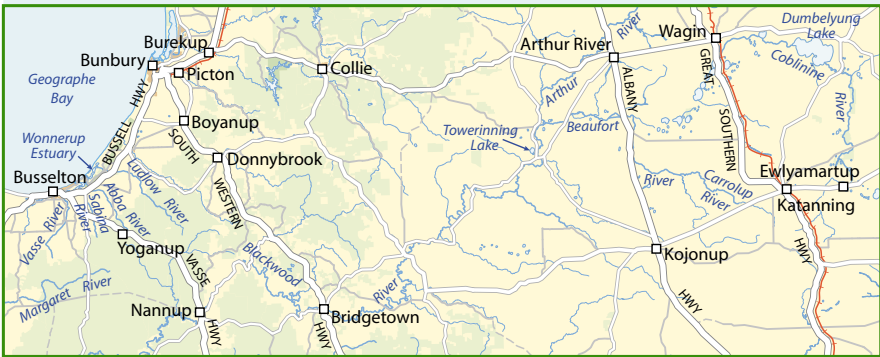 Dumbelyung
Lake
River
Wagin
Burekup
Arthur River
Bunbury
Picton
Collie
Coblinine
River
Geographe
Bay
HWY
ALBANY
GREAT
SOUTHERN
Arthur
Boyanup
Beaufort
Towerinning
Lake
Wonnerup
Estuary
BUSSELL
SOUTH
WESTERN
Donnybrook
Busselton
Ludlow
River
Abba
River
Sabina
River
Vasse River
River
Carrolup
River
Ewlyamartup
Katanning
Yoganup
VASSE
Blackwood
River
Kojonup
HWY
Margaret River
Nannup
HWY
Bridgetown
HWY
HWY